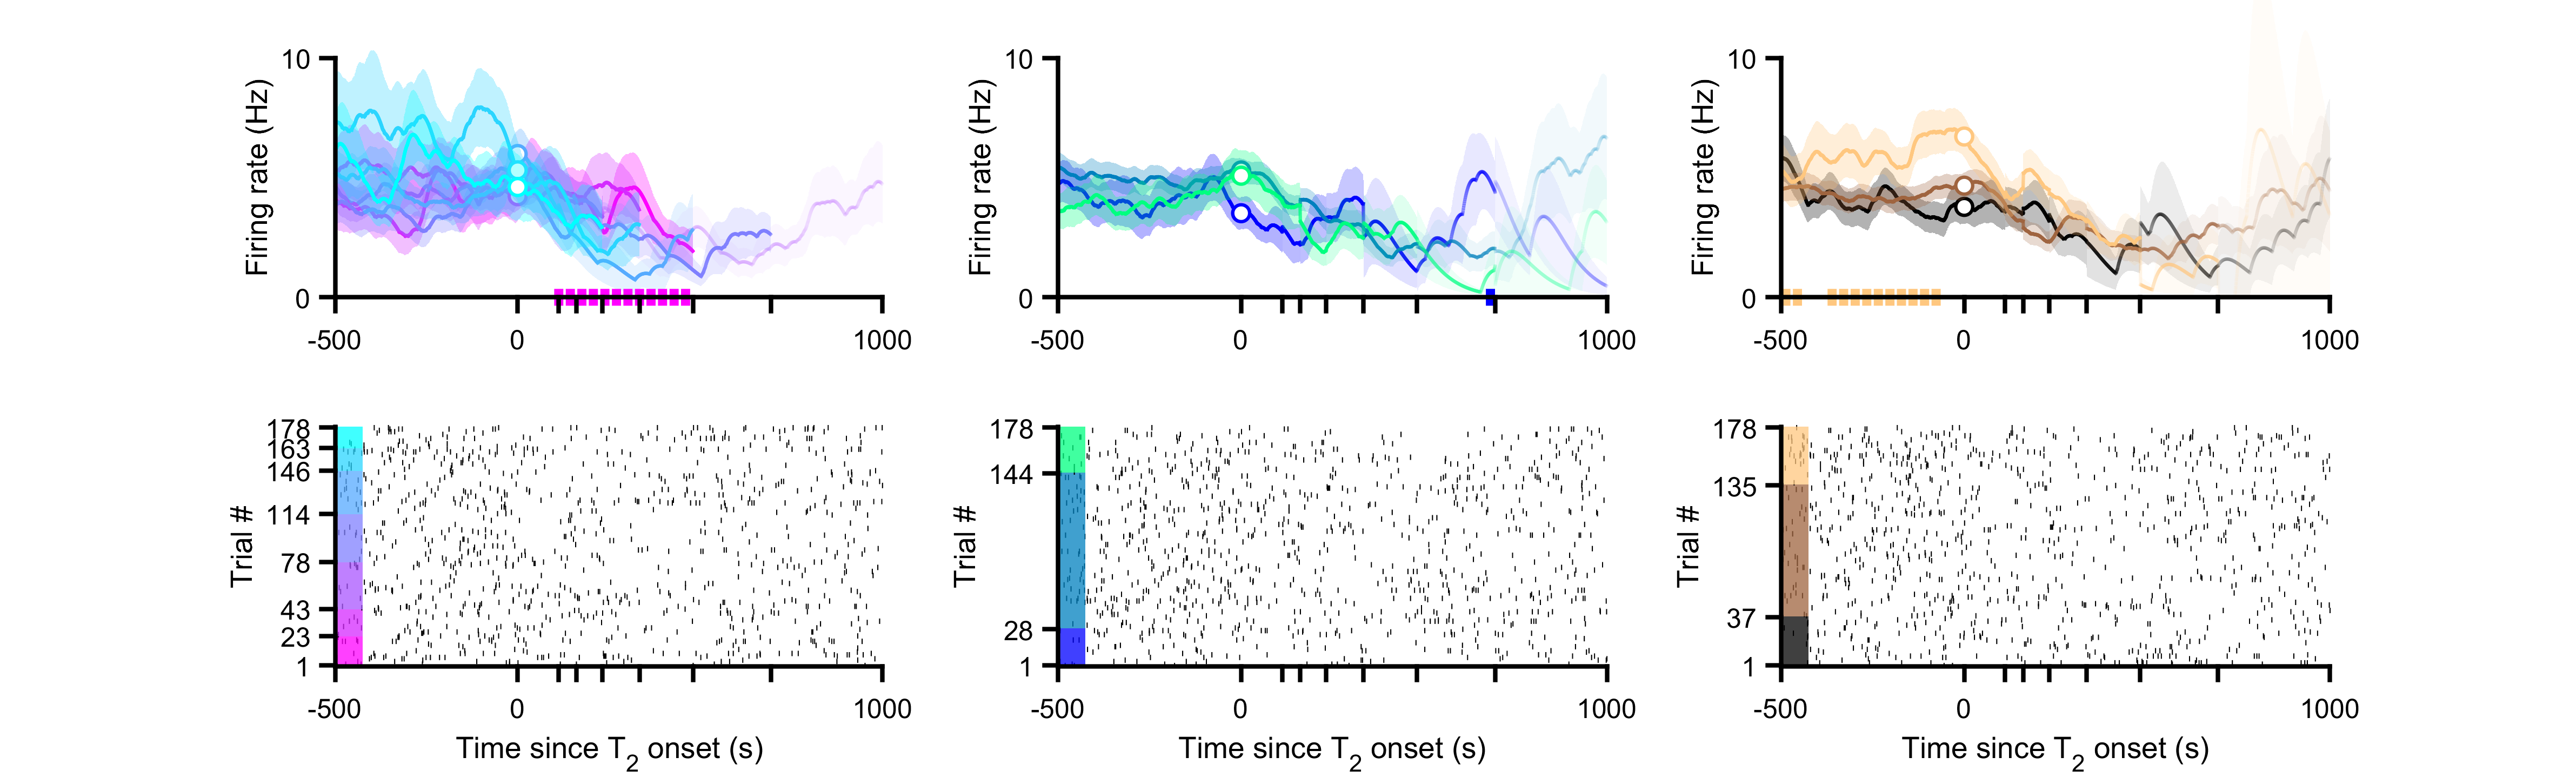 10
Firing rate (Hz)
0
-500 0 1000
10
Firing rate (Hz)
0
-500 0 1000
10
Firing rate (Hz)
0
-500 0 1000
178
163
146
114
78
43
23
1
Trial #
-500 0 1000
Time since T2 onset (s)
178
144
28
1
Trial #
-500 0 1000
Time since T2 onset (s)
178
135
37
1
Trial #
-500 0 1000
Time since T2 onset (s)